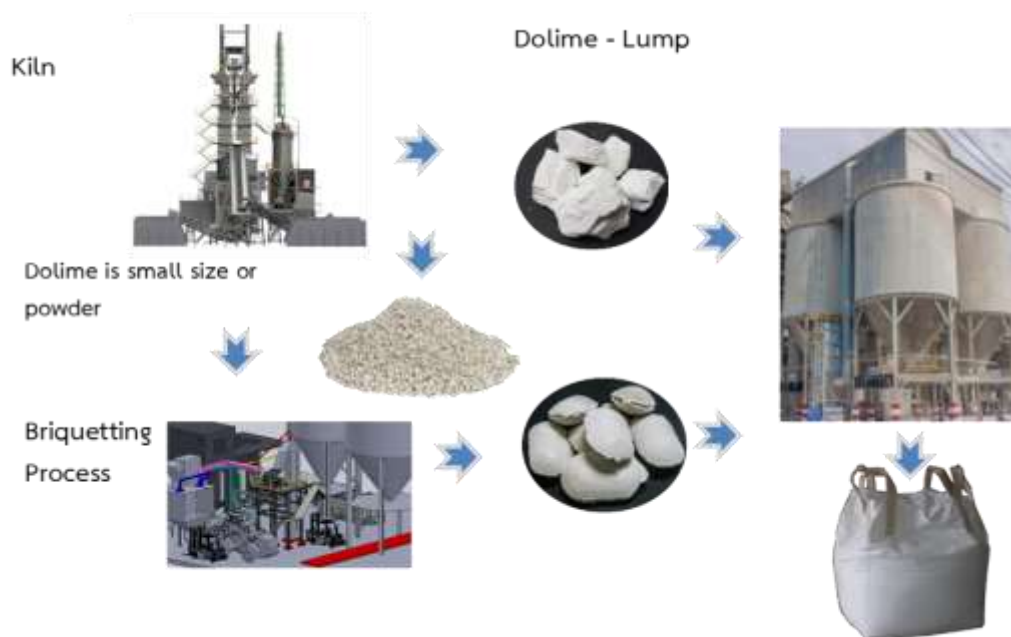 Kiln
Dolime - Lump
Dolime is small size or
powder
Briquetting
Process